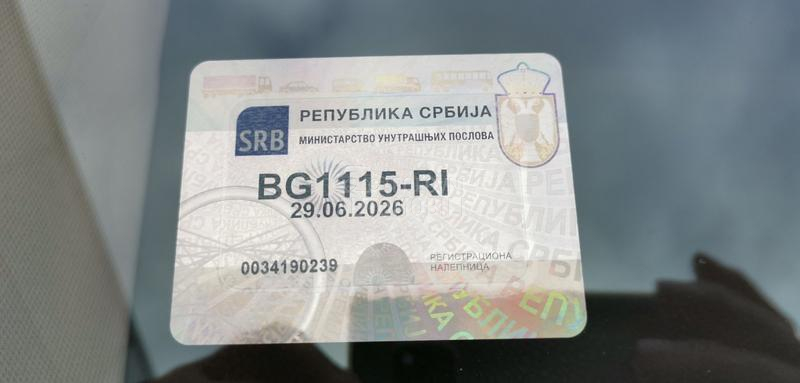 SRB
РЕПУБЛИКА СРБИЈА
МИНИСТАРСТВО УНУТРАШЊИХ ПОСЛОВА
BG1115-RI
29.06.2026
0034190239
РЕГИСТРАЦИОНА
НАЛЕПНИЦА